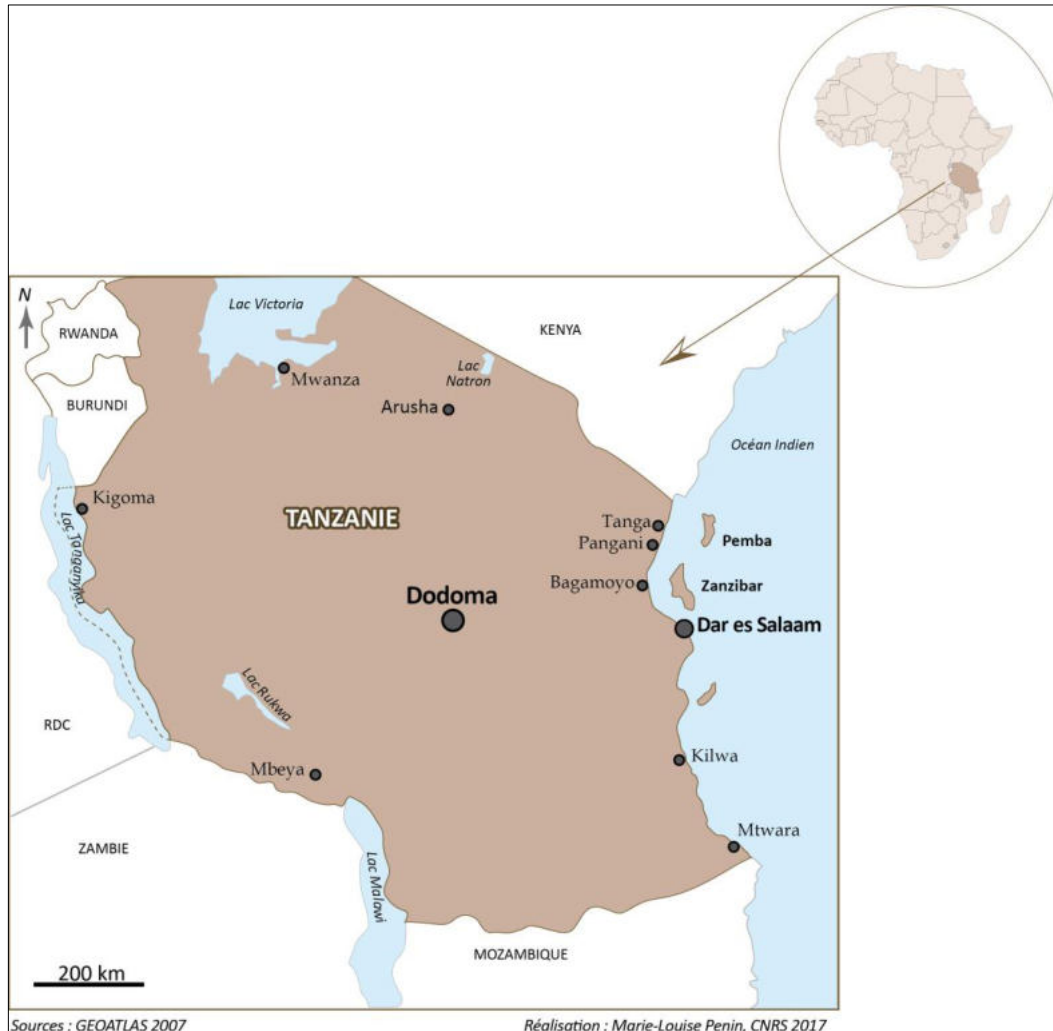 N
Lac Victoria
RWANDA
KENYA
Mwanza
Lac
Natron
BURUNDI
Arusha
Océan Indien
Kigoma
TANZANIE
Tanga
Pangani
Pemba
Lac Tanganyika
Bagamoyo
Zanzibar
Dodoma
Dar es Salaam
Lac Rukwa
RDC
Kilwa
Mbeya
Mtwara
ZAMBIE
Lac Malawi
MOZAMBIQUE
200 km
Sources : GEOATLAS 2007
Réalisation : Marie-Louise Penin, CNRS 2017